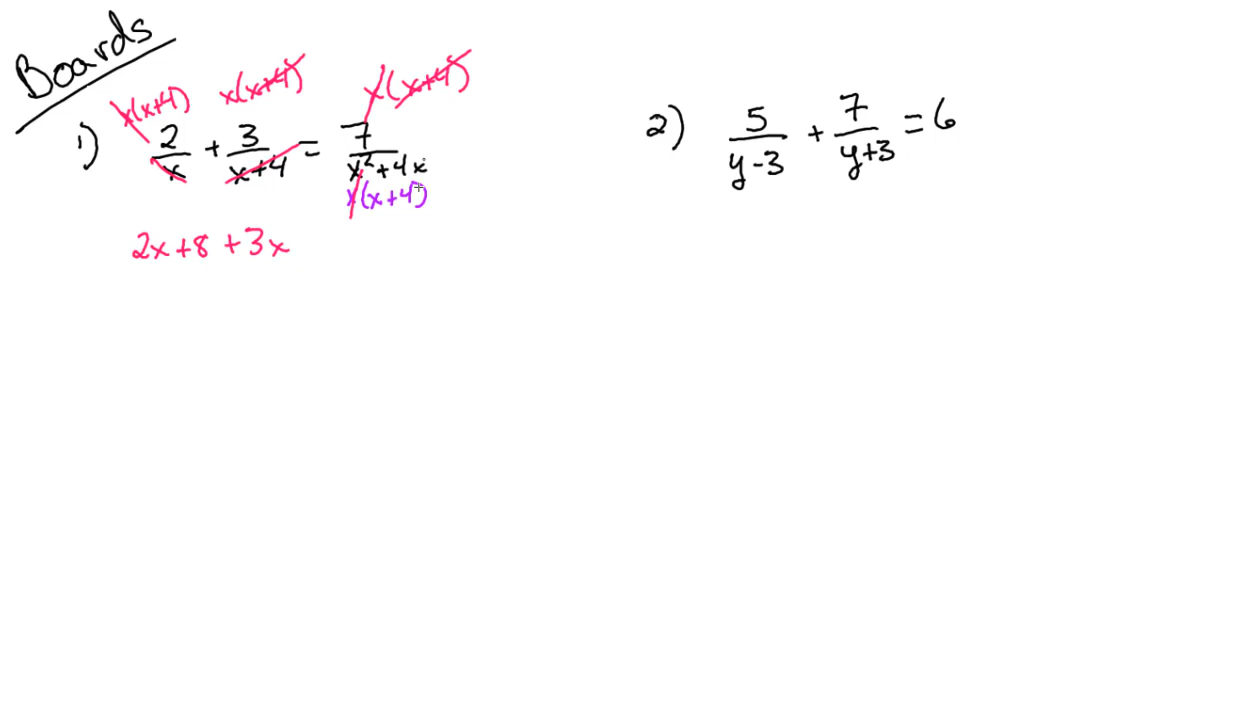 Boards
x(x+4) x(x+4) x(x+4)
1) 2/x + 3/(x+4) = 7/(x²+4x)
x(x+4)
2x+8+3x
2) 5/(y-3) + 7/(y+3) = 6